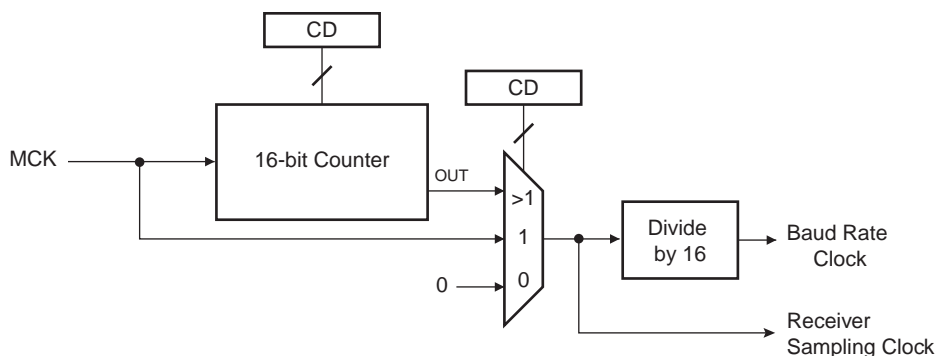 CD
CD
MCK
16-bit Counter
OUT
>1
1
0
0
Divide
by 16
Baud Rate
Clock
Receiver
Sampling Clock